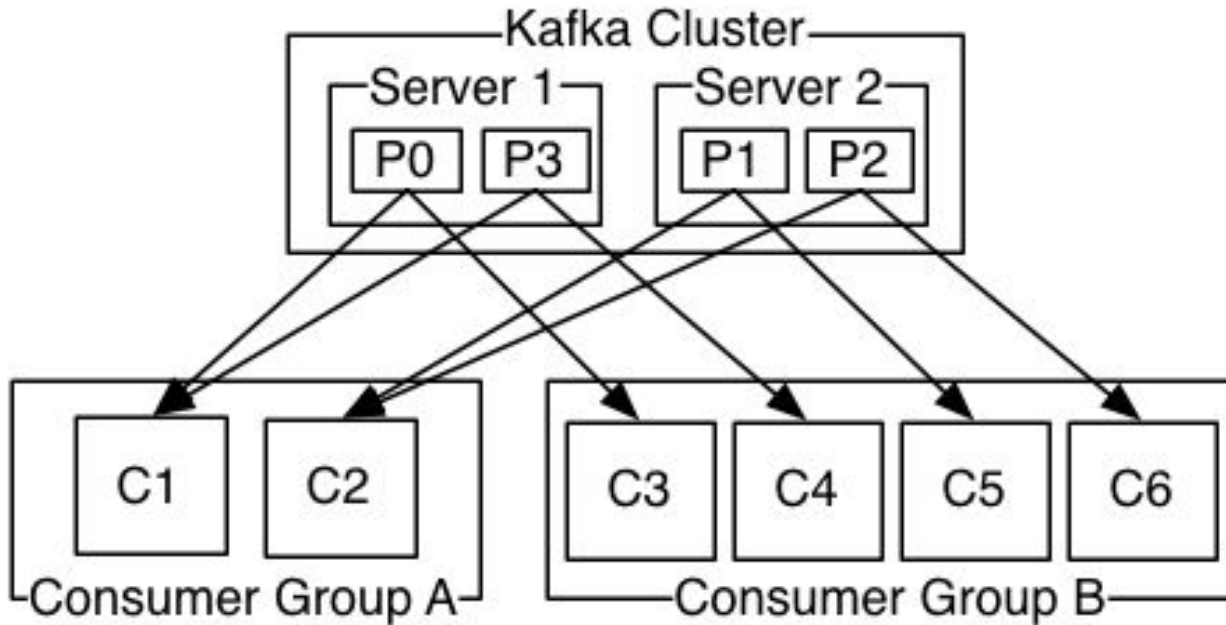 Kafka Cluster
Server 1
Server 2
P0
P3
P1
P2
C1
C2
C3
C4
C5
C6
Consumer Group A
Consumer Group B